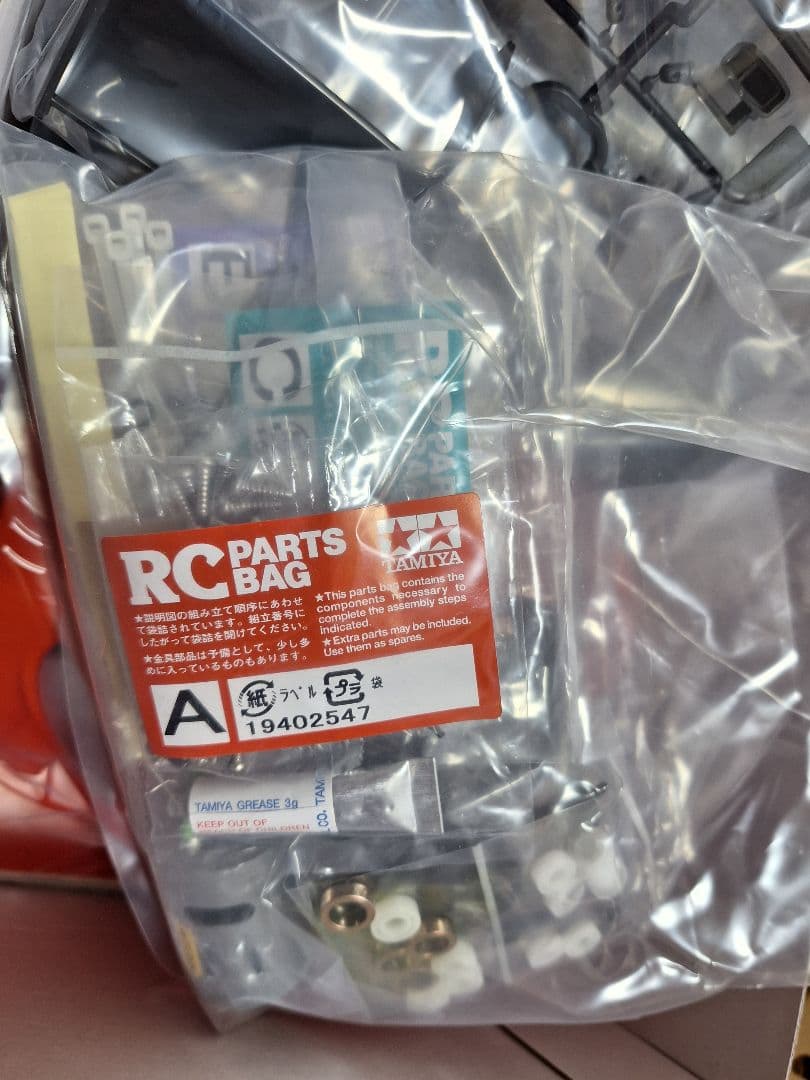 E
C
RC PARTS BAG
TAMIYA
★説明図の組み立て順序にあわせ
て袋詰されています。組立番号に
したがって袋詰を開けてください。
★金具部品は予備として、少し多
めに入っているものもあります。
★This parts bag contains the
components necessary to
complete the assembly steps
indicated.
★Extra parts may be included.
Use them as spares.
A
紙 ラベル プラ 袋
19402547
TAMIYA GREASE 3g
KEEP OUT OF
CO. TAM